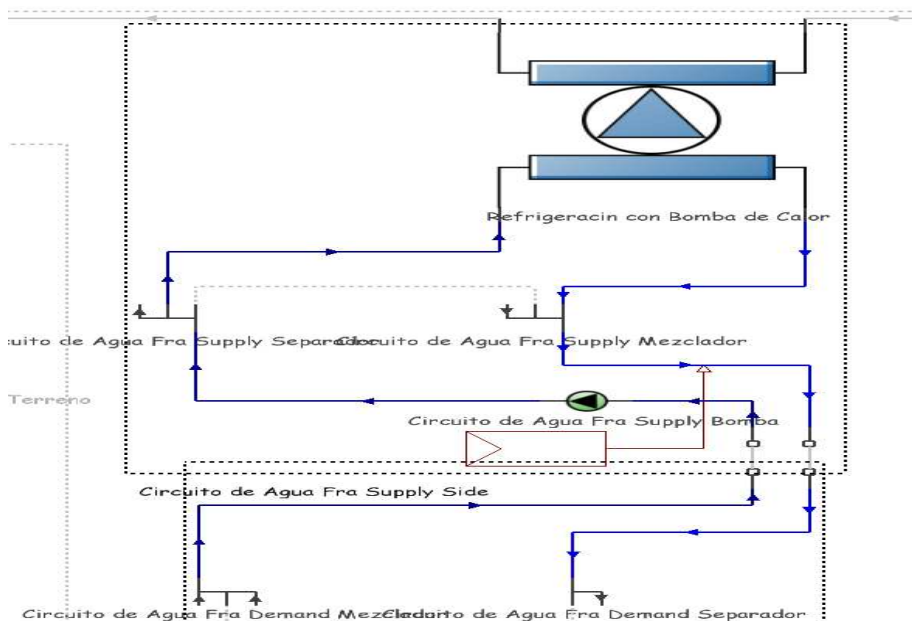 Refrigeracin con Bomba de Calor
cuito de Agua Fra Supply Separador
Circuito de Agua Fra Supply Mezclador
Terreno
Circuito de Agua Fra Supply Bomba
Circuito de Agua Fra Supply Side
Circuito de Agua Fra Demand Mezclador
Circuito de Agua Fra Demand Separador